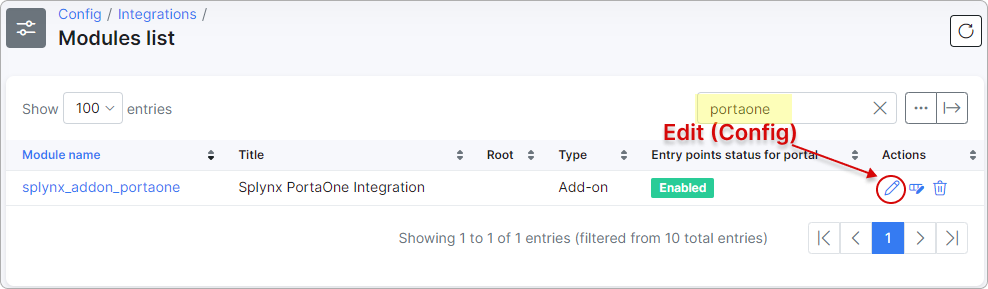 Config / Integrations /
Modules list
Show 100 entries
portaone
Edit (Config)
Module name Title Root Type Entry points status for portal Actions
splynx_addon_portaone Splynx PortaOne Integration Add-on Enabled
Showing 1 to 1 of 1 entries (filtered from 10 total entries)
1